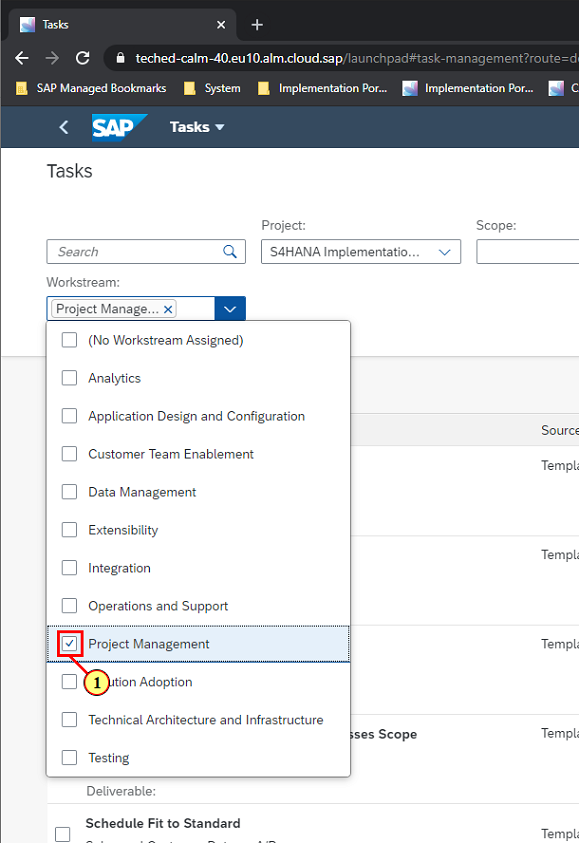 Tasks
teched-calm-40.eu10.alm.cloud.sap/launchpad#task-management?route=d
SAP Managed Bookmarks System Implementation Por... Implementation Por... C
SAP Tasks
Tasks
Project: Scope:
Search S4HANA Implementatio...
Workstream:
Project Manage...
(No Workstream Assigned)
Analytics
Application Design and Configuration
Source
Customer Team Enablement
Templa
Data Management
Extensibility
Templa
Integration
Operations and Support
Project Management Templa
1 ution Adoption
Technical Architecture and Infrastructure
sses Scope Templa
Testing
Deliverable:
Schedule Fit to Standard
Templa